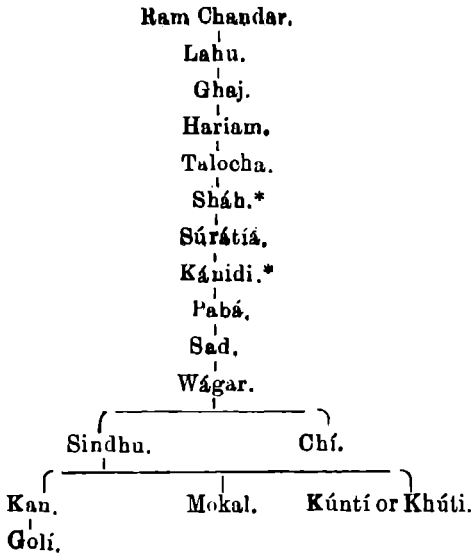 Ram Chandar.
Lahu.
Ghaj.
Hariam.
Talocha.
Sháh.*
Súrátíá.
Kánidi.*
Pabá.
Sad.
Wágar.
Sindhu. Chí.
Kan. Mokal. Kúntí or Khúti.
Golí.